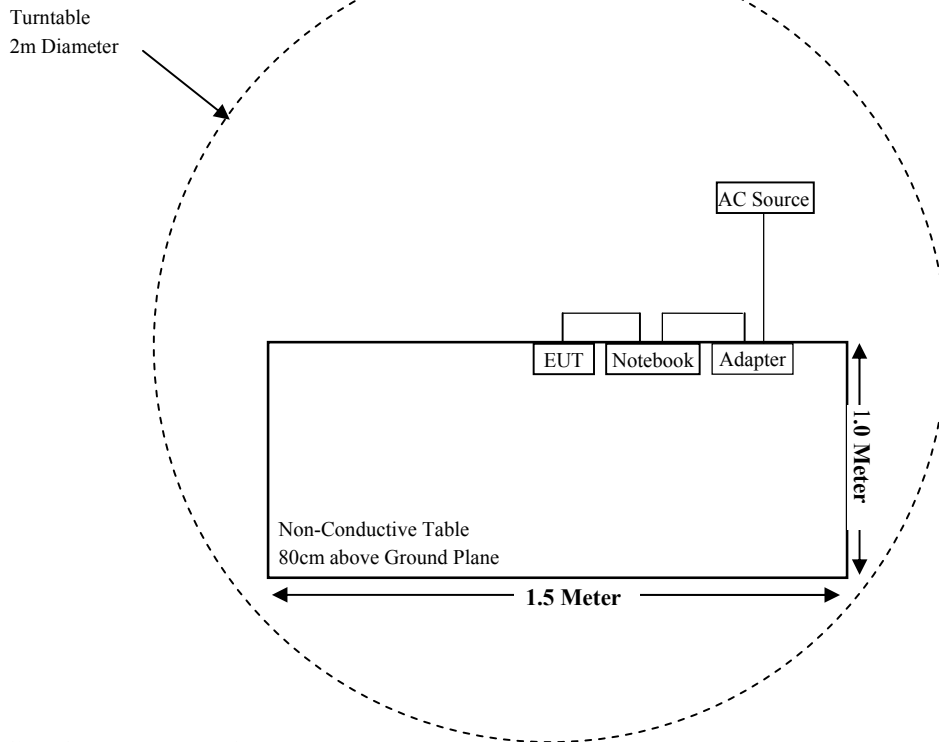 Turntable
2m Diameter
AC Source
EUT
Notebook
Adapter
1.0 Meter
Non-Conductive Table
80cm above Ground Plane
1.5 Meter